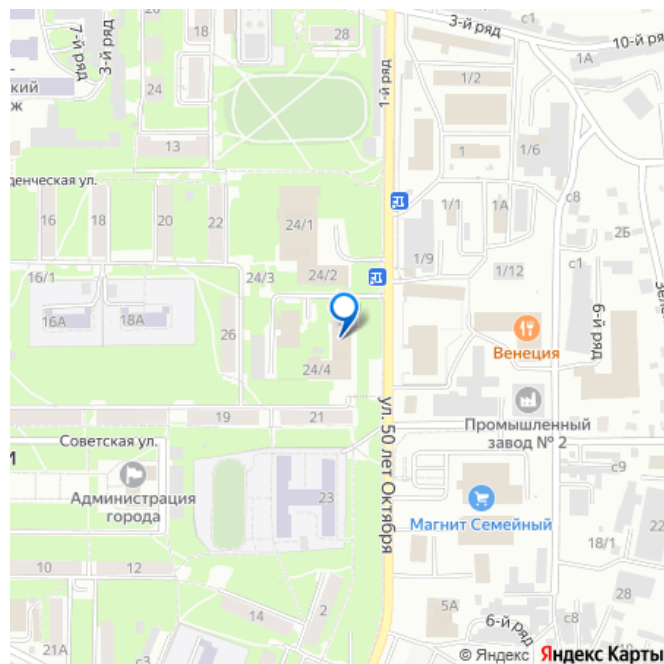 3-й ряд
с1
10-й ряд
1А
7-й ряд
3-й ряд
18
28
1-й ряд
1/2
ский
ж
24
13
1
1/6
денческая ул.
16
18
20
22
24/1
1/1
1А
с8
2Б
1/9
1/12
с1
16/1
24/3
24/2
6-й ряд
16А
18А
26
Венеция
24/4
19
21
ул. 50 лет Октября
Промышленный
завод № 2
Советская ул.
И
с9
Администрация
города
23
Магнит Семейный
18/1
22
10
12
14
2
5А
6-й ряд
с8
28
21А
с3
© Яндекс Яндекс Карты